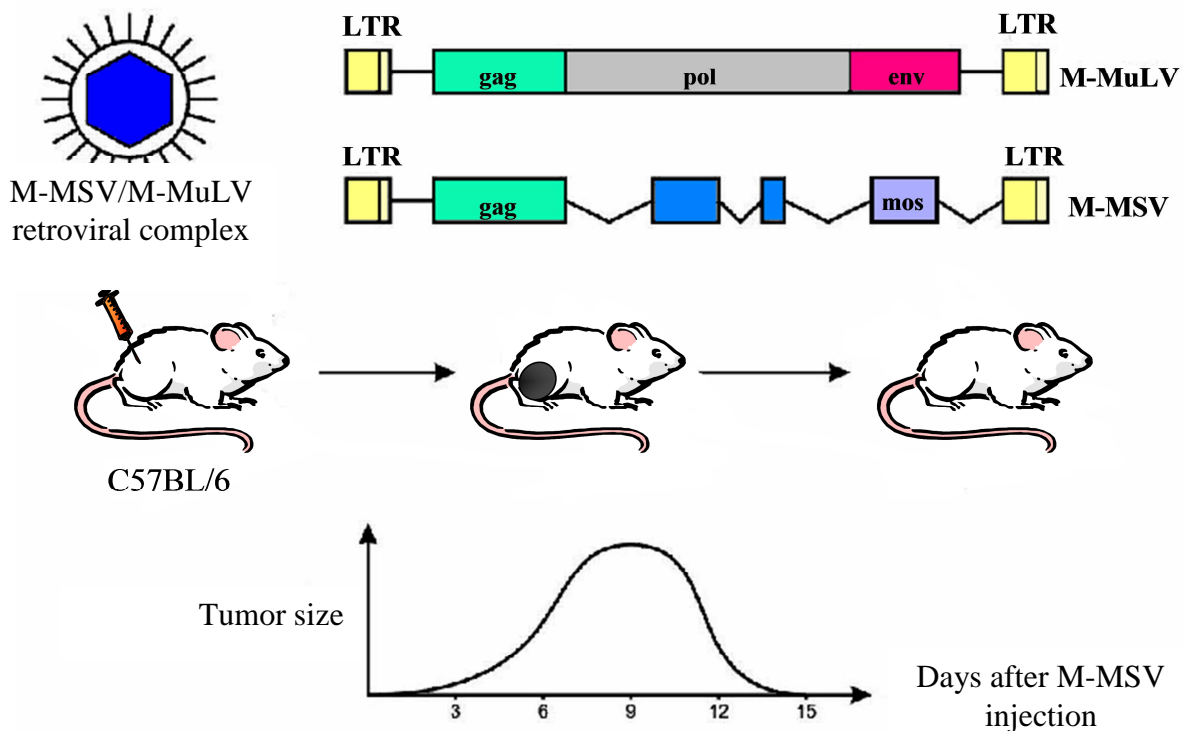 LTR
LTR
gag
pol
env
M-MuLV
LTR
LTR
gag
mos
M-MSV
M-MSV/M-MuLV
retroviral complex
C57BL/6
Tumor size
3
6
9
12
15
Days after M-MSV
injection